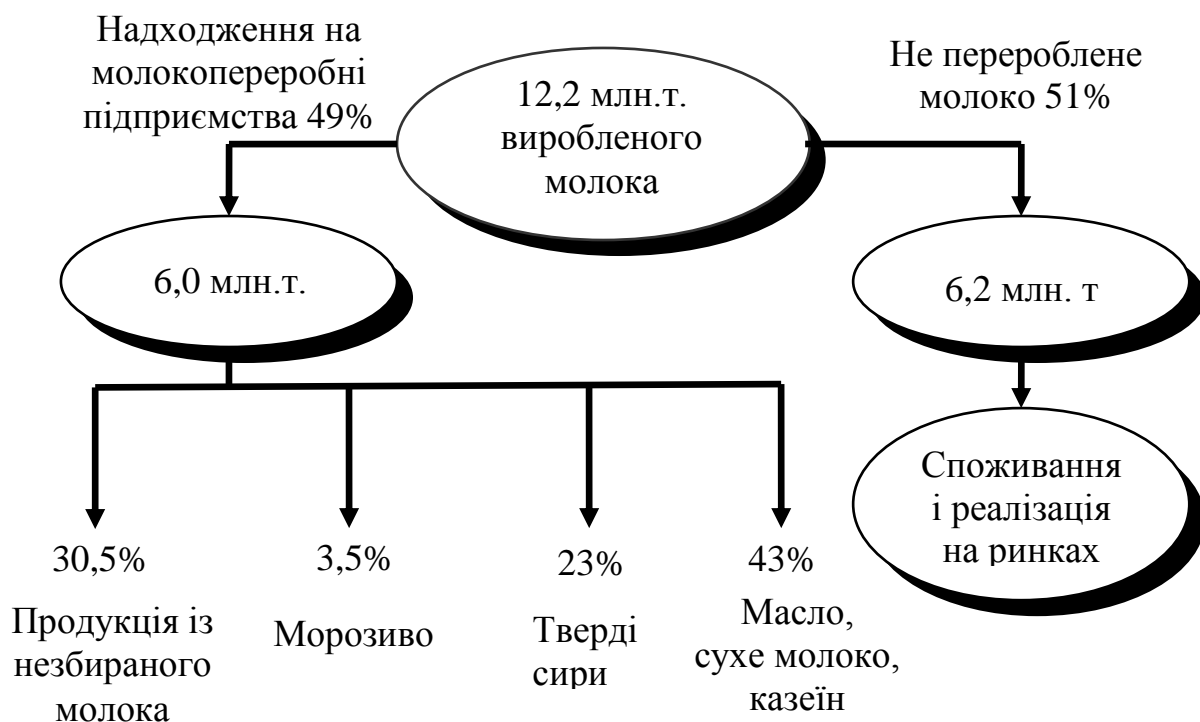 Надходження на
молокопереробні
підприємства 49%
12,2 млн.т.
виробленого
молока
Не перероблене
молоко 51%
6,0 млн.т.
6,2 млн. т
Споживання
і реалізація
на ринках
30,5%
3,5%
23%
43%
Продукція із
незбираного
молока
Морозиво
Тверді
сири
Масло,
сухе молоко,
казеїн